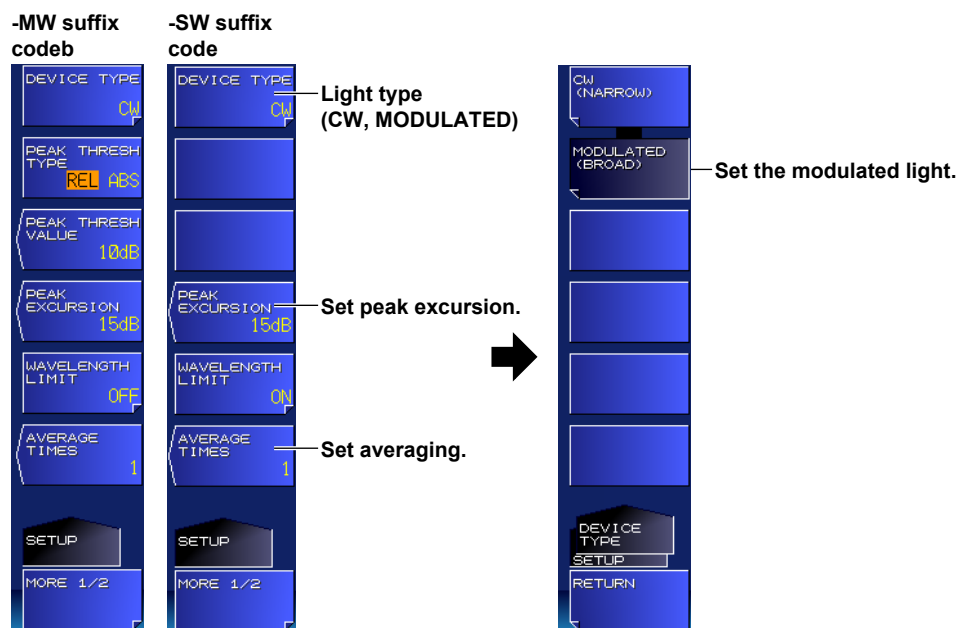 -MW suffix
codeb
DEVICE TYPE
CW
PEAK THRESH
TYPE
REL ABS
PEAK THRESH
VALUE
10dB
PEAK
EXCURSION
15dB
WAVELENGTH
LIMIT
OFF
AVERAGE
TIMES
1
SETUP
MORE 1/2
-SW suffix
code
DEVICE TYPE
CW
PEAK
EXCURSION
15dB
WAVELENGTH
LIMIT
ON
AVERAGE
TIMES
1
SETUP
MORE 1/2
Light type
(CW, MODULATED)
Set peak excursion.
Set averaging.
CW
(NARROW)
MODULATED
(BROAD)
DEVICE
TYPE
SETUP
RETURN
Set the modulated light.